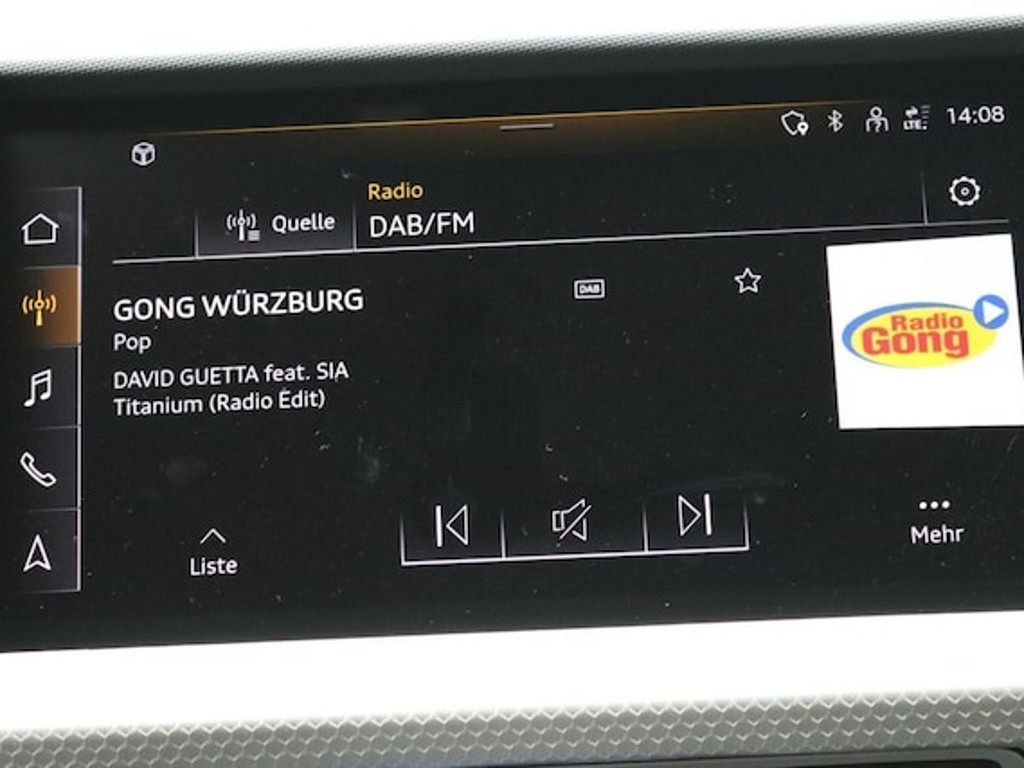 LTE
14:08
Radio
Quelle
DAB/FM
GONG WÜRZBURG
DAB
Pop
DAVID GUETTA feat. SIA
Titanium (Radio Edit)
Radio
Gong
Liste
Mehr